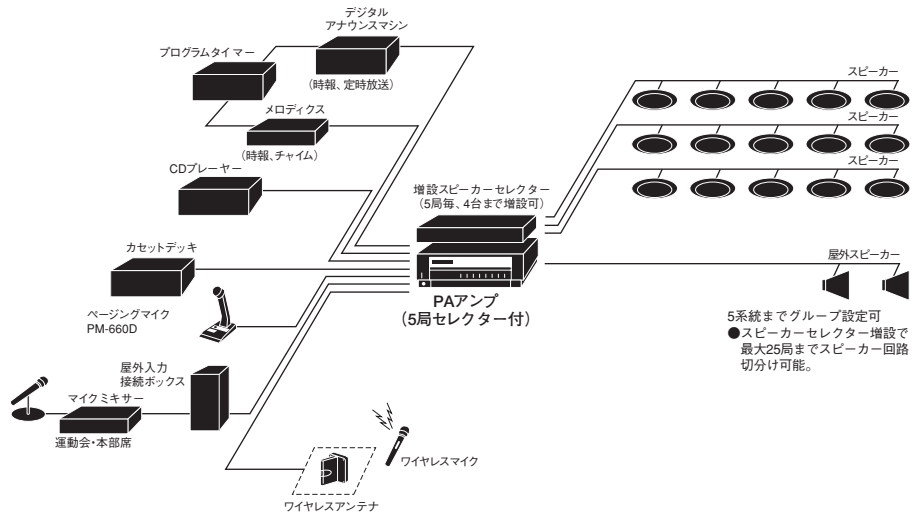 デジタル
アナウンスマシン
プログラムタイマー
(時報、定時放送)
メロディクス
(時報、チャイム)
CDプレーヤー
カセットデッキ
ページングマイク
PM-660D
屋外入力
接続ボックス
マイクミキサー
運動会・本部席
ワイヤレスアンテナ
ワイヤレスマイク
増設スピーカーセレクター
(5局毎、4台まで増設可)
PAアンプ
(5局セレクター付)
スピーカー
スピーカー
スピーカー
屋外スピーカー
5系統までグループ設定可
●スピーカーセレクター増設で
最大25局までスピーカー回路
切分け可能。